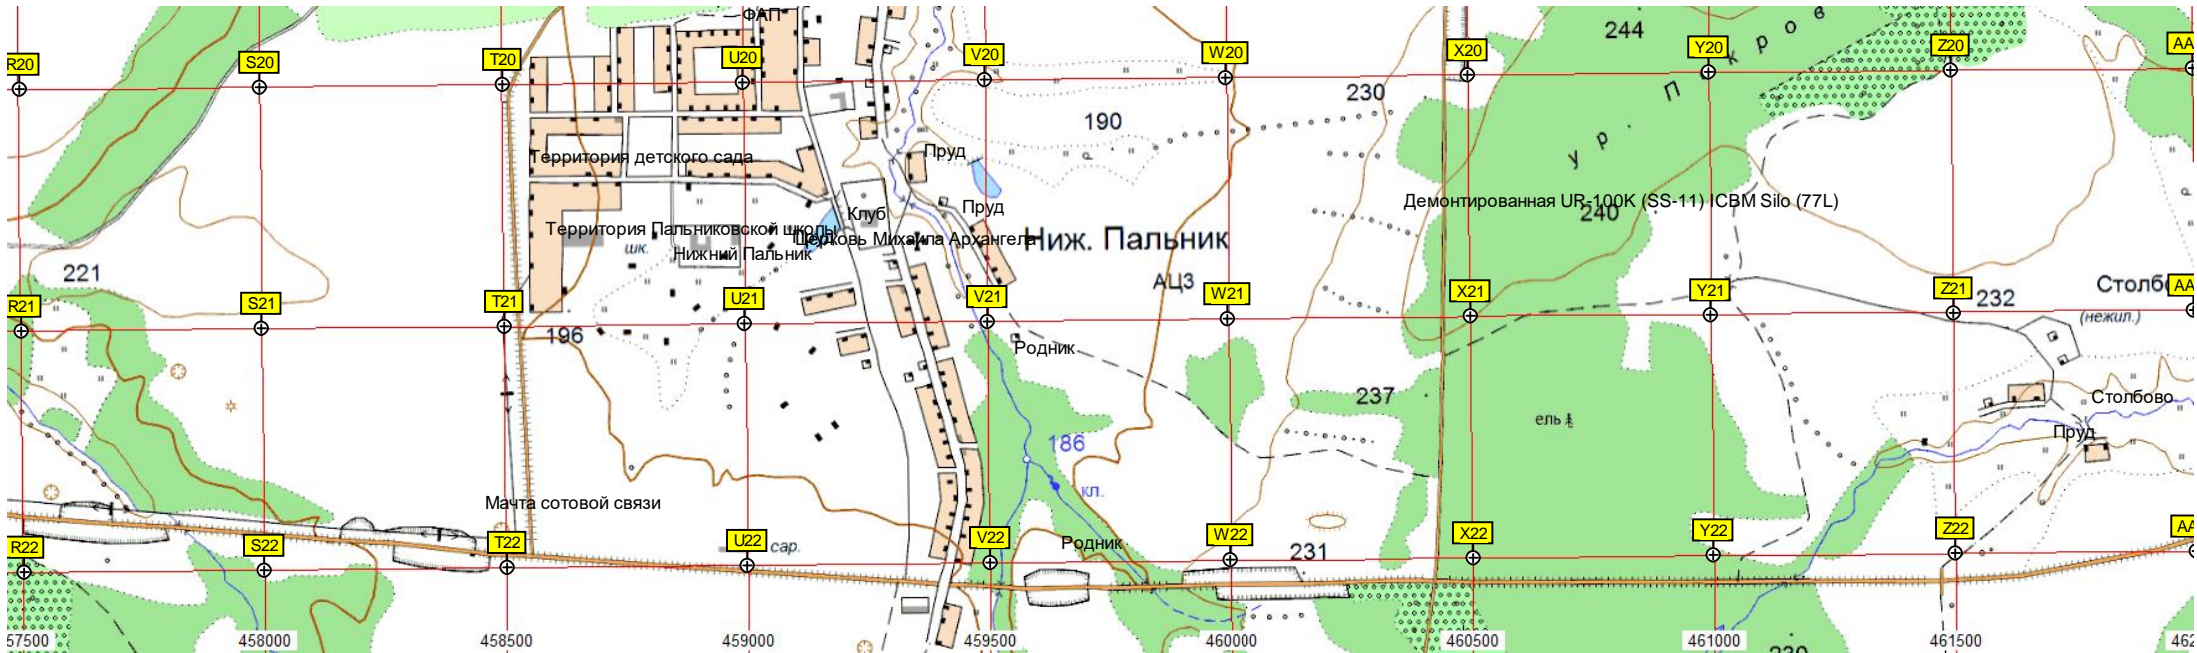 ФАП
244
П о к р о в
R20
S20
T20
U20
V20
W20
X20
Y20
Z20
AA
230
190
ур.
Территория детского сада
Пруд
Демонтированная UR-100K (SS-11) ICBM Silo (77L)
240
Клуб
Пруд
Территория Пальниковской школы
Церковь Михаила Архангела
Ниж. Пальник
шк.
Нижний Пальник
221
АЦЗ
R21
S21
T21
U21
V21
W21
X21
Y21
Z21
232
AA
(нежил.)
196
Родник
237
Столбово
ель
186
Пруд
кл.
Мачта сотовой связи
R22
S22
T22
U22
сар.
V22
Родник
W22
231
X22
Y22
Z22
AA
57500
458000
458500
459000
459500
460000
460500
461000
461500
462